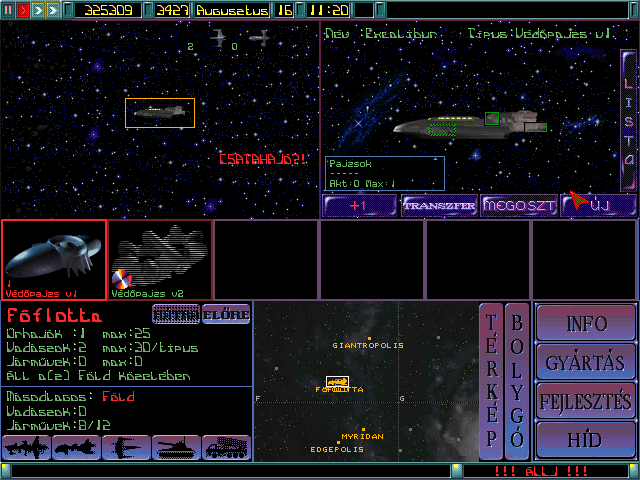 325309 3427 Augusztus 16 11:20
2 0
CSATAHAJÓ?!
Név :Excalibur Típus:Védőpajzs v1
Pajzsok
------
Akt:0 Max:1
LISTA
+1 TRANSZFER MEGOSZT ÚJ
1
Védőpajzs v1
Védőpajzs v2
Főflotta
HÁTRA ELŐRE
Űrhajók :1 max:25
Vadászok:2 max:30/típus
Járművek:0 max:0
áll a(z) Föld közelében
Másodlagos: Föld
Vadászok:0
Járművek:8/12
GIANTROPOLIS
FŐFLOTTA
F G
MYRIDAN
EDGEPOLIS
TÉRKÉP
BOLYGÓ
INFO
GYÁRTÁS
FEJLESZTÉS
HÍD
!!! ÁLLJ !!!